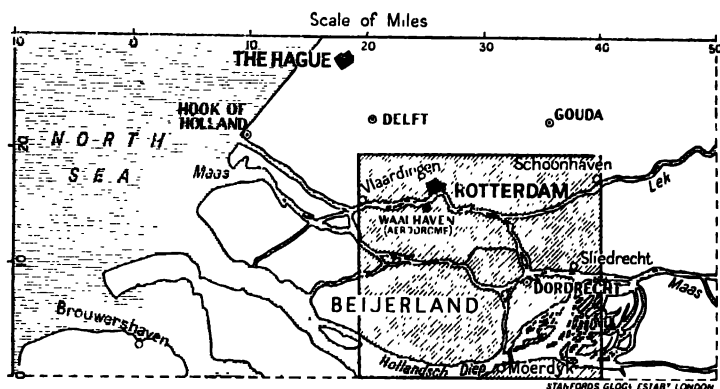 Scale of Miles
10 0 10 20 30 40 50
THE HAGUE
HOOK OF
HOLLAND
DELFT
GOUDA
NORTH
SEA
20
Maas
Vlaardingen
Schoonhaven
ROTTERDAM
Lek
WAALHAVEN
(AERODROME)
10
Sliedrecht
DORDRECHT
Maas
BEIJERLAND
Brouwershaven
Hollandsch Diep
Moerdyk
0
STANFORDS GEOGL ESTABT LONDON